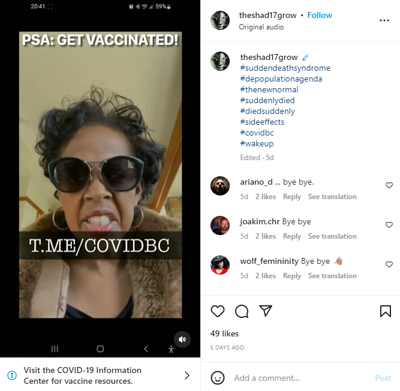 20:41
59%
PSA: GET VACCINATED!
T.ME/COVIDBC
Visit the COVID-19 Information
Center for vaccine resources.
theshad17grow • Follow
Original audio
theshad17grow
#suddendeathsyndrome
#depopulationagenda
#thenewnormal
#suddenlydied
#diedsuddenly
#sideeffects
#covidbc
#wakeup
Edited · 5d
ariano_d ... bye bye.
5d 2 likes Reply See translation
joakim.chr Bye bye
5d 2 likes Reply See translation
wolf_femininity Bye bye
5d 2 likes Reply See translation
49 likes
5 DAYS AGO
Add a comment...
Post